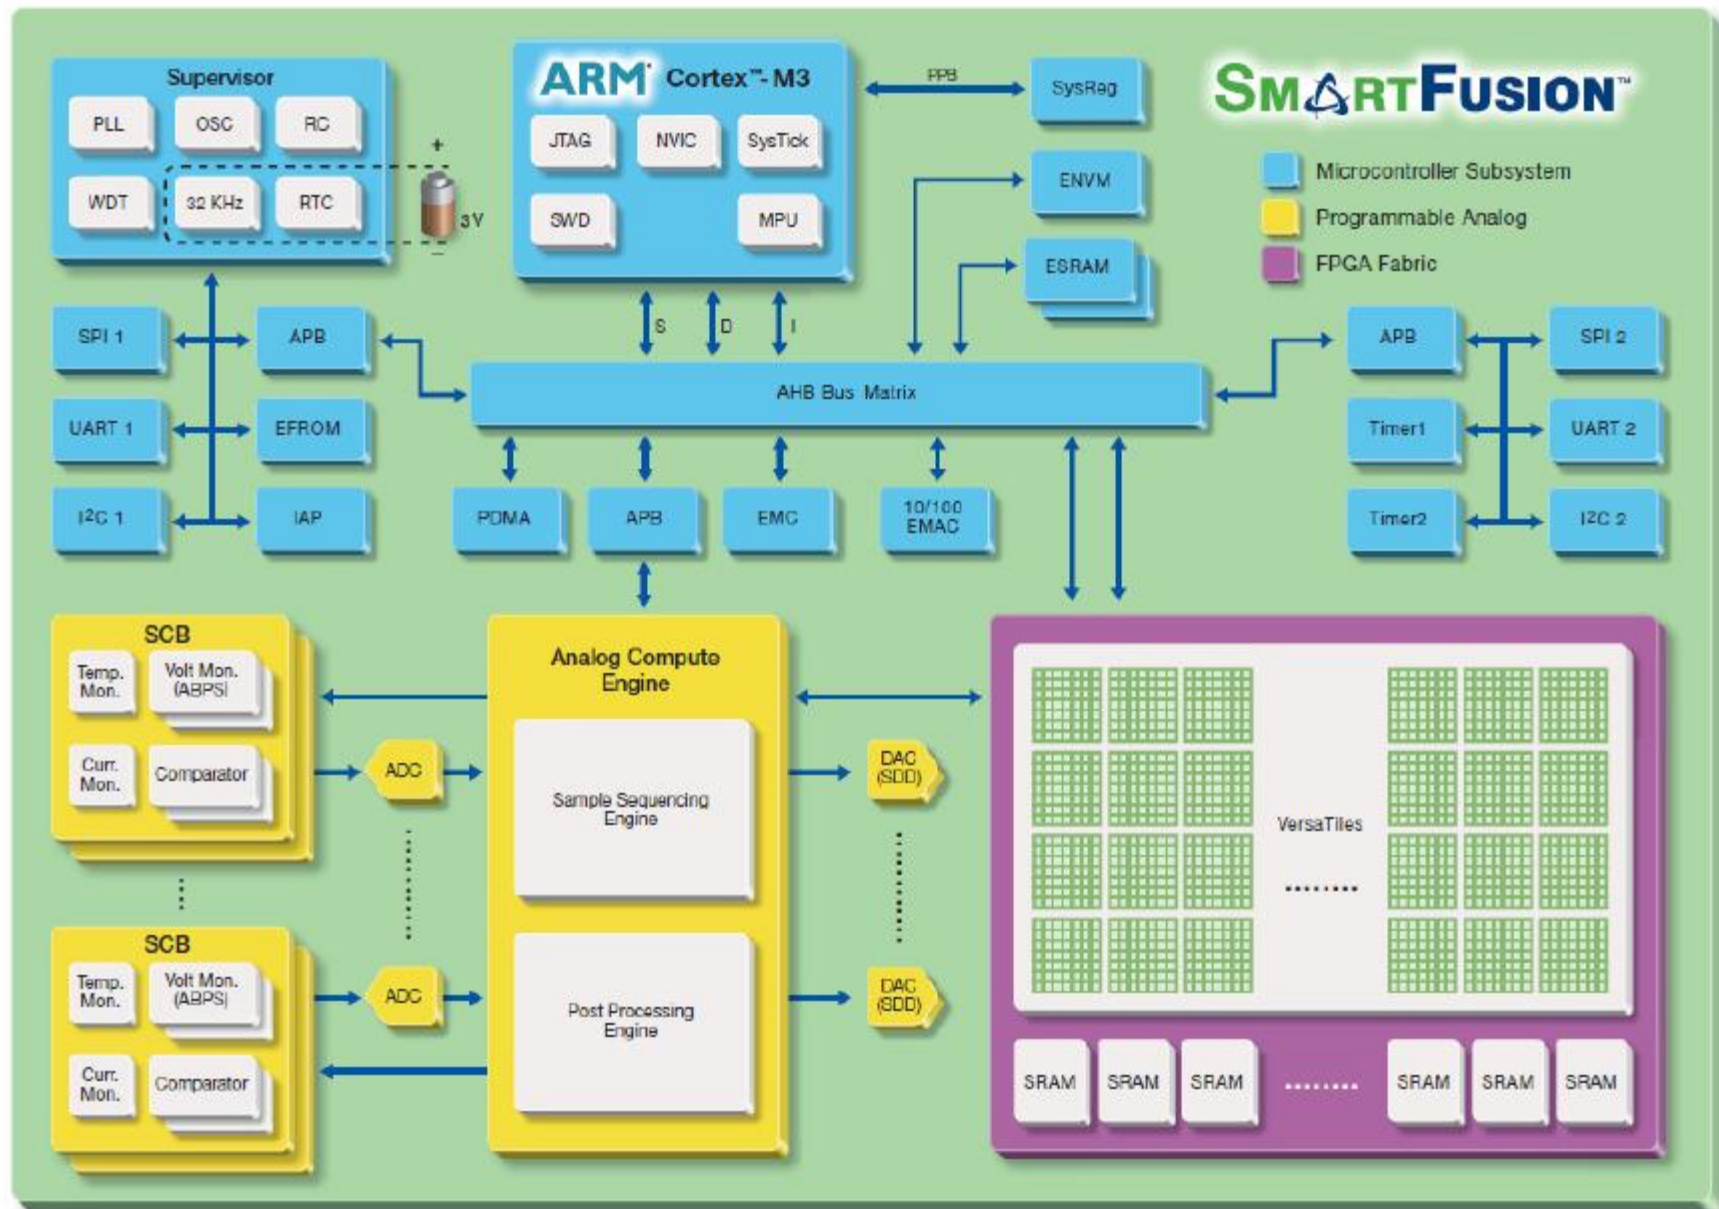 Supervisor
PLL
OSC
RC
WDT
32 KHz
RTC
+
3V
–
ARM® Cortex™-M3
JTAG
NVIC
SysTick
SWD
MPU
PPB
SysReg
ENVM
ESRAM
SMARTFUSION™
Microcontroller Subsystem
Programmable Analog
FPGA Fabric
S
D
I
SPI 1
APB
UART 1
EFROM
I²C 1
IAP
AHB Bus Matrix
APB
SPI 2
Timer1
UART 2
Timer2
I²C 2
PDMA
APB
EMC
10/100
EMAC
SCB
Temp.
Mon.
Volt Mon.
(ABPS)
Curr.
Mon.
Comparator
ADC
Analog Compute
Engine
Sample Sequencing
Engine
DAC
(SDD)
VersaTiles
........
SCB
Temp.
Mon.
Volt Mon.
(ABPS)
Curr.
Mon.
Comparator
ADC
Post Processing
Engine
DAC
(SDD)
SRAM
SRAM
SRAM
........
SRAM
SRAM
SRAM